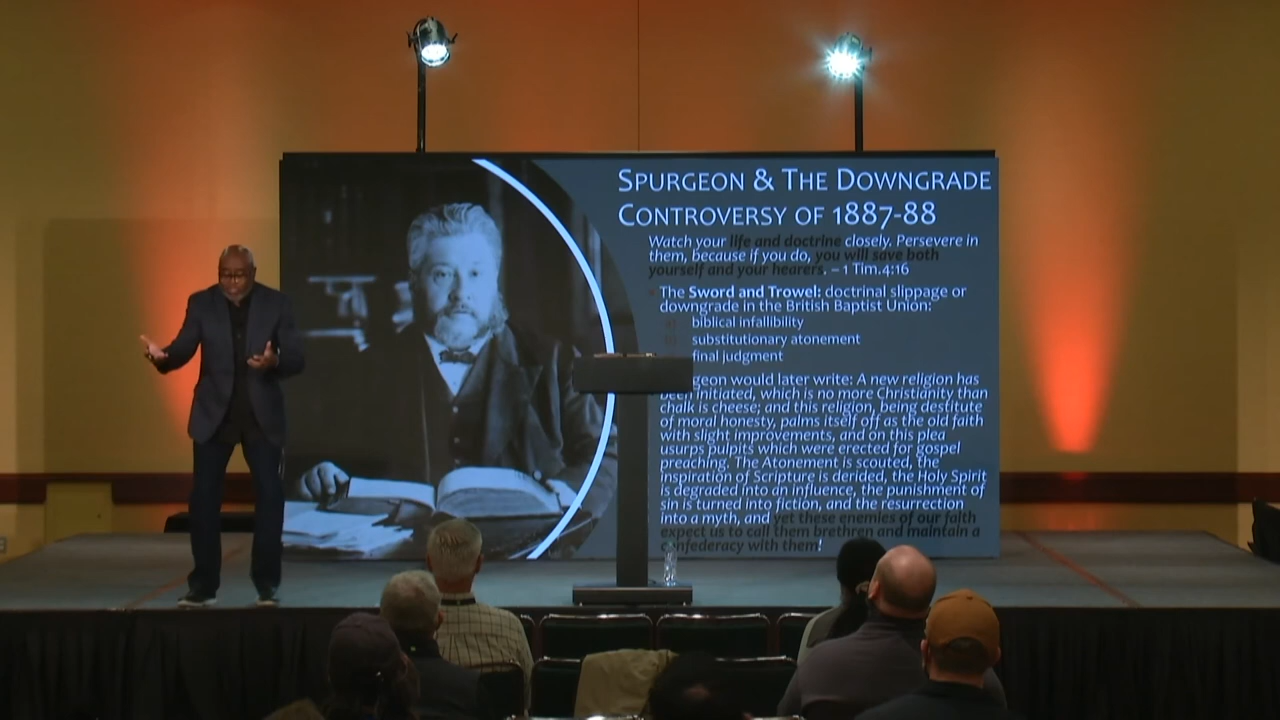 SPURGEON & THE DOWNGRADE
CONTROVERSY OF 1887-88
Watch your life and doctrine closely. Persevere in
them, because if you do, you will save both
yourself and your hearers. – 1 Tim.4:16
The Sword and Trowel: doctrinal slippage or
downgrade in the British Baptist Union:
biblical infallibility
substitutionary atonement
final judgment
geon would later write: A new religion has
been initiated, which is no more Christianity than
chalk is cheese; and this religion, being destitute
of moral honesty, palms itself off as the old faith
with slight improvements, and on this plea
usurps pulpits which were erected for gospel
preaching. The Atonement is scouted, the
inspiration of Scripture is derided, the Holy Spirit
is degraded into an influence, the punishment of
sin is turned into fiction, and the resurrection
into a myth, and yet these enemies of our faith
expect us to call them brethren and maintain a
confederacy with them!